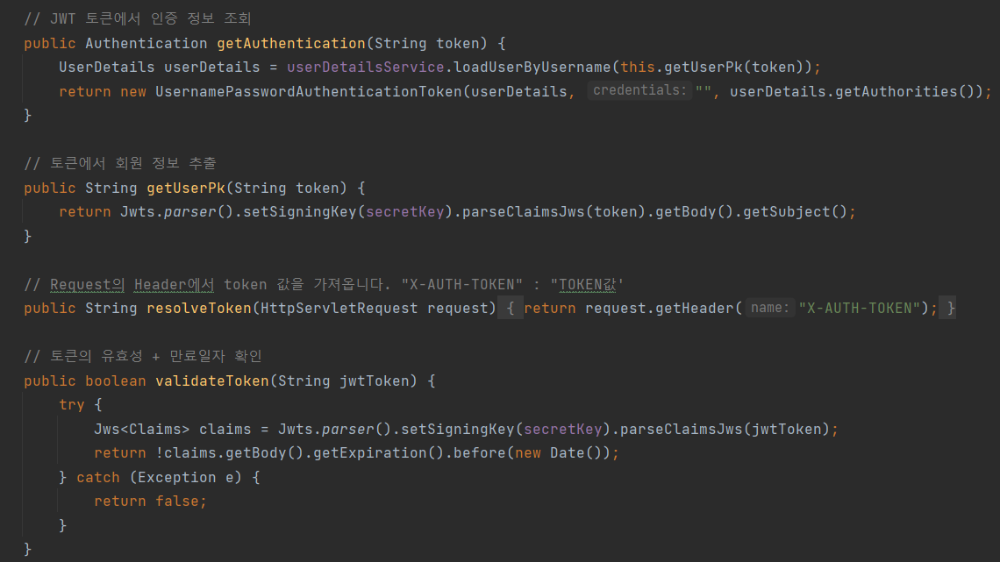 // JWT 토큰에서 인증 정보 조회
public Authentication getAuthentication(String token) {
    UserDetails userDetails = userDetailsService.loadUserByUsername(this.getUserPk(token));
    return new UsernamePasswordAuthenticationToken(userDetails, credentials: "", userDetails.getAuthorities());
}
// 토큰에서 회원 정보 추출
public String getUserPk(String token) {
    return Jwts.parser().setSigningKey(secretKey).parseClaimsJws(token).getBody().getSubject();
}
// Request의 Header에서 token 값을 가져옵니다. "X-AUTH-TOKEN" : "TOKEN값'
public String resolveToken(HttpServletRequest request) { return request.getHeader( name: "X-AUTH-TOKEN"); }
// 토큰의 유효성 + 만료일자 확인
public boolean validateToken(String jwtToken) {
    try {
        Jws<Claims> claims = Jwts.parser().setSigningKey(secretKey).parseClaimsJws(jwtToken);
        return !claims.getBody().getExpiration().before(new Date());
    } catch (Exception e) {
        return false;
    }
}